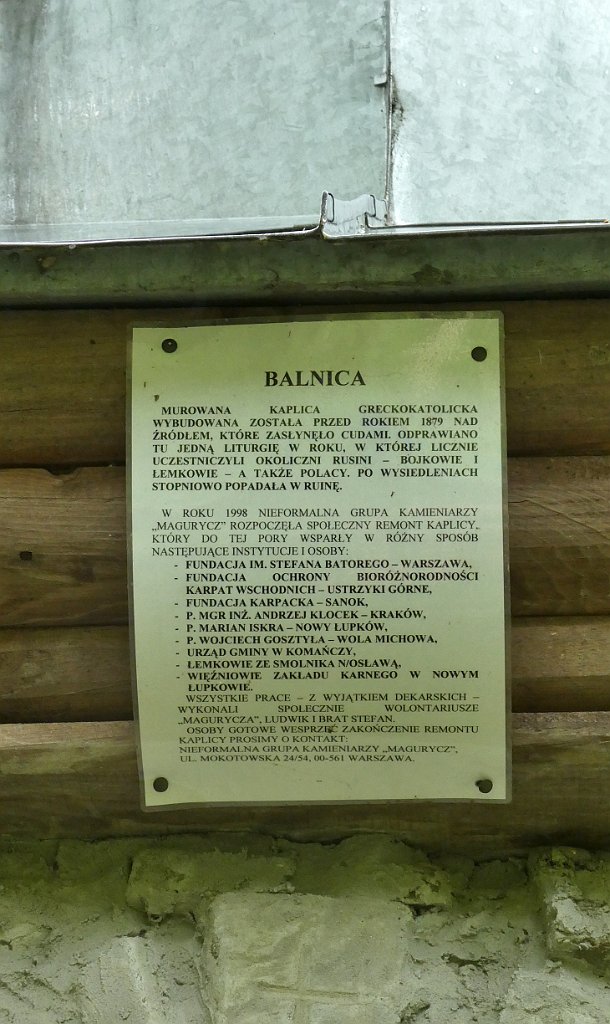 BALNICA
MUROWANA KAPLICA GRECKOKATOLICKA
WYBUDOWANA ZOSTAŁA PRZED ROKIEM 1879 NAD
ŹRÓDŁEM, KTÓRE ZASŁYNĘŁO CUDAMI. ODPRAWIANO
TU JEDNĄ LITURGIĘ W ROKU, W KTÓREJ LICZNIE
UCZESTNICZYLI OKOLICZNI RUSINI – BOJKOWIE I
ŁEMKOWIE – A TAKŻE POLACY. PO WYSIEDLENIACH
STOPNIOWO POPADAŁA W RUINĘ.
W ROKU 1998 NIEFORMALNA GRUPA KAMIENIARZY
„MAGURYCZ” ROZPOCZĘŁA SPOŁECZNY REMONT KAPLICY,
KTÓRY DO TEJ PORY WSPARŁY W RÓŻNY SPOSÓB
NASTĘPUJĄCE INSTYTUCJE I OSOBY:
- FUNDACJA IM. STEFANA BATOREGO – WARSZAWA,
- FUNDACJA OCHRONY BIORÓŻNORODNOŚCI
KARPAT WSCHODNICH – USTRZYKI GÓRNE,
- FUNDACJA KARPACKA – SANOK,
- P. MGR INŻ. ANDRZEJ KLOCEK – KRAKÓW,
- P. MARIAN ISKRA – NOWY ŁUPKÓW,
- P. WOJCIECH GOSZTYŁA – WOLA MICHOWA,
- URZĄD GMINY W KOMAŃCZY,
- ŁEMKOWIE ZE SMOLNIKA N/OSŁAWĄ,
- WIĘŹNIOWIE ZAKŁADU KARNEGO W NOWYM
ŁUPKOWIE.
WSZYSTKIE PRACE – Z WYJĄTKIEM DEKARSKICH –
WYKONALI SPOŁECZNIE WOLONTARIUSZE
„MAGURYCZA”, LUDWIK I BRAT STEFAN.
OSOBY GOTOWE WESPRZEĆ ZAKOŃCZENIE REMONTU
KAPLICY PROSIMY O KONTAKT:
NIEFORMALNA GRUPA KAMIENIARZY „MAGURYCZ”,
UL. MOKOTOWSKA 24/54, 00-561 WARSZAWA.